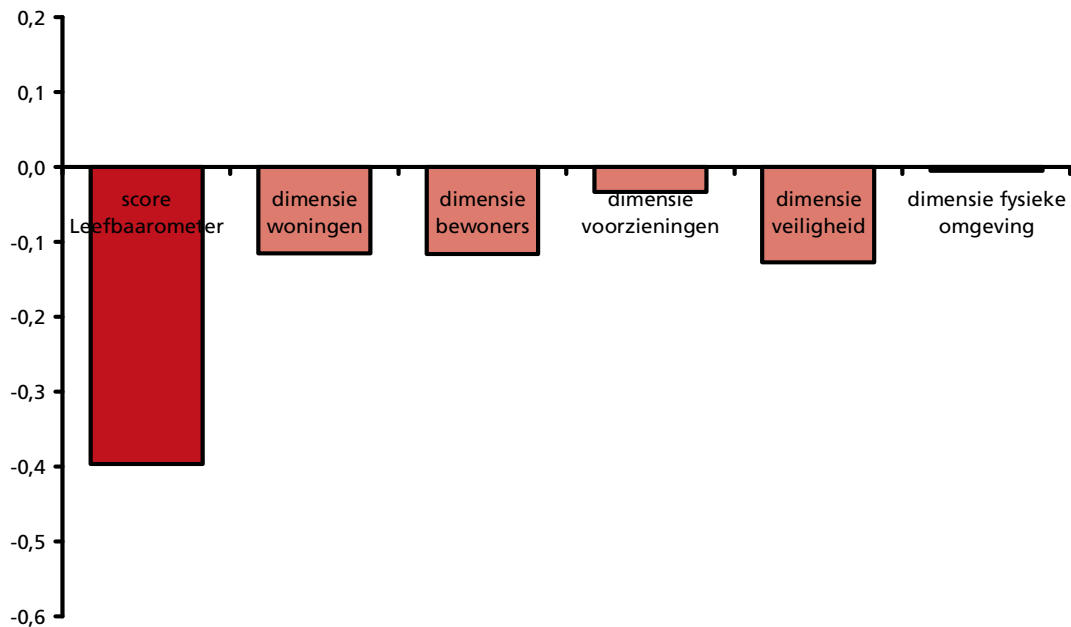 0,2
0,1
0,0
-0,1
-0,2
-0,3
-0,4
-0,5
-0,6
score
Leefbaarometer
dimensie
woningen
dimensie
bewoners
dimensie
voorzieningen
dimensie
veiligheid
dimensie fysieke
omgeving